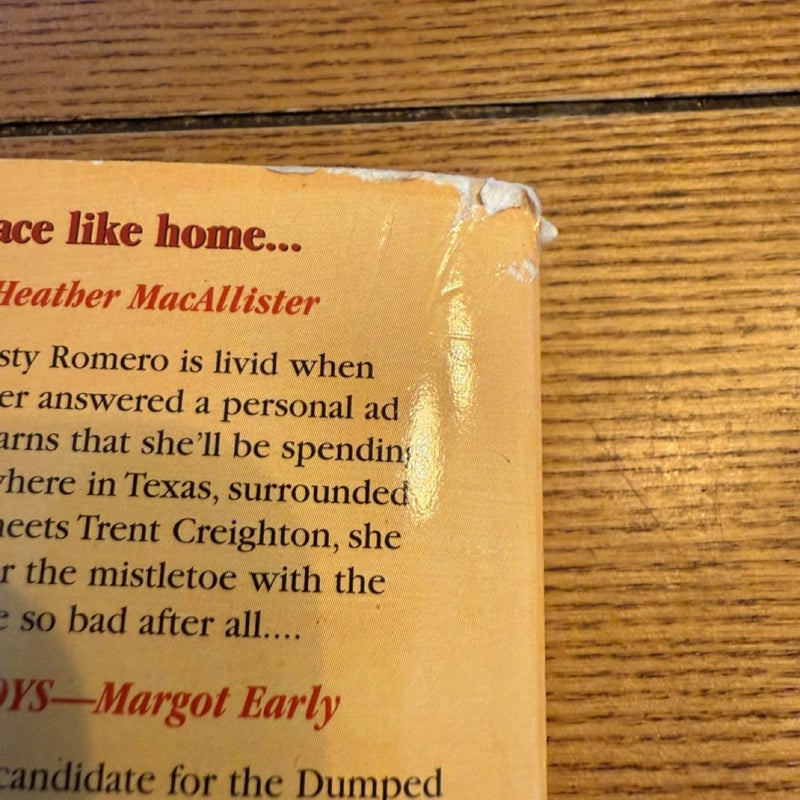 ace like home...
Heather MacAllister
sty Romero is livid when
er answered a personal ad
arns that she'll be spending
where in Texas, surrounded
neets Trent Creighton, she
r the mistletoe with the
e so bad after all....
OYS—Margot Early
candidate for the Dumped